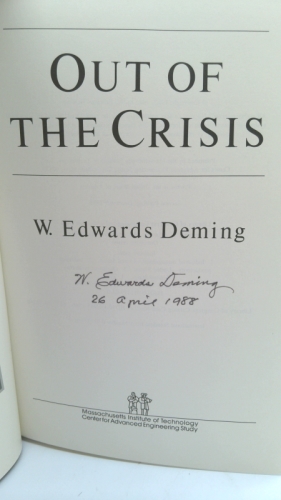 OUT OF
THE CRISIS
W. Edwards Deming
W. Edwards Deming
26 April 1988
Massachusetts Institute of Technology
Center for Advanced Engineering Study